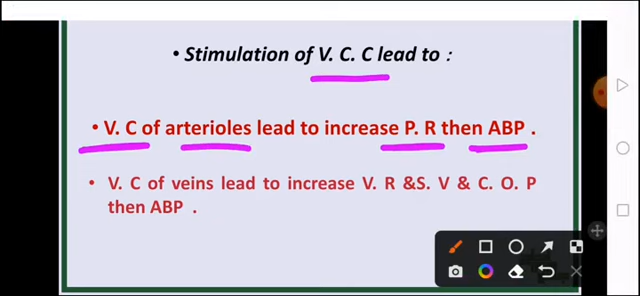 • Stimulation of V. C. C lead to :
• V. C of arterioles lead to increase P. R then ABP .
• V. C of veins lead to increase V. R &S. V & C. O. P
then ABP .